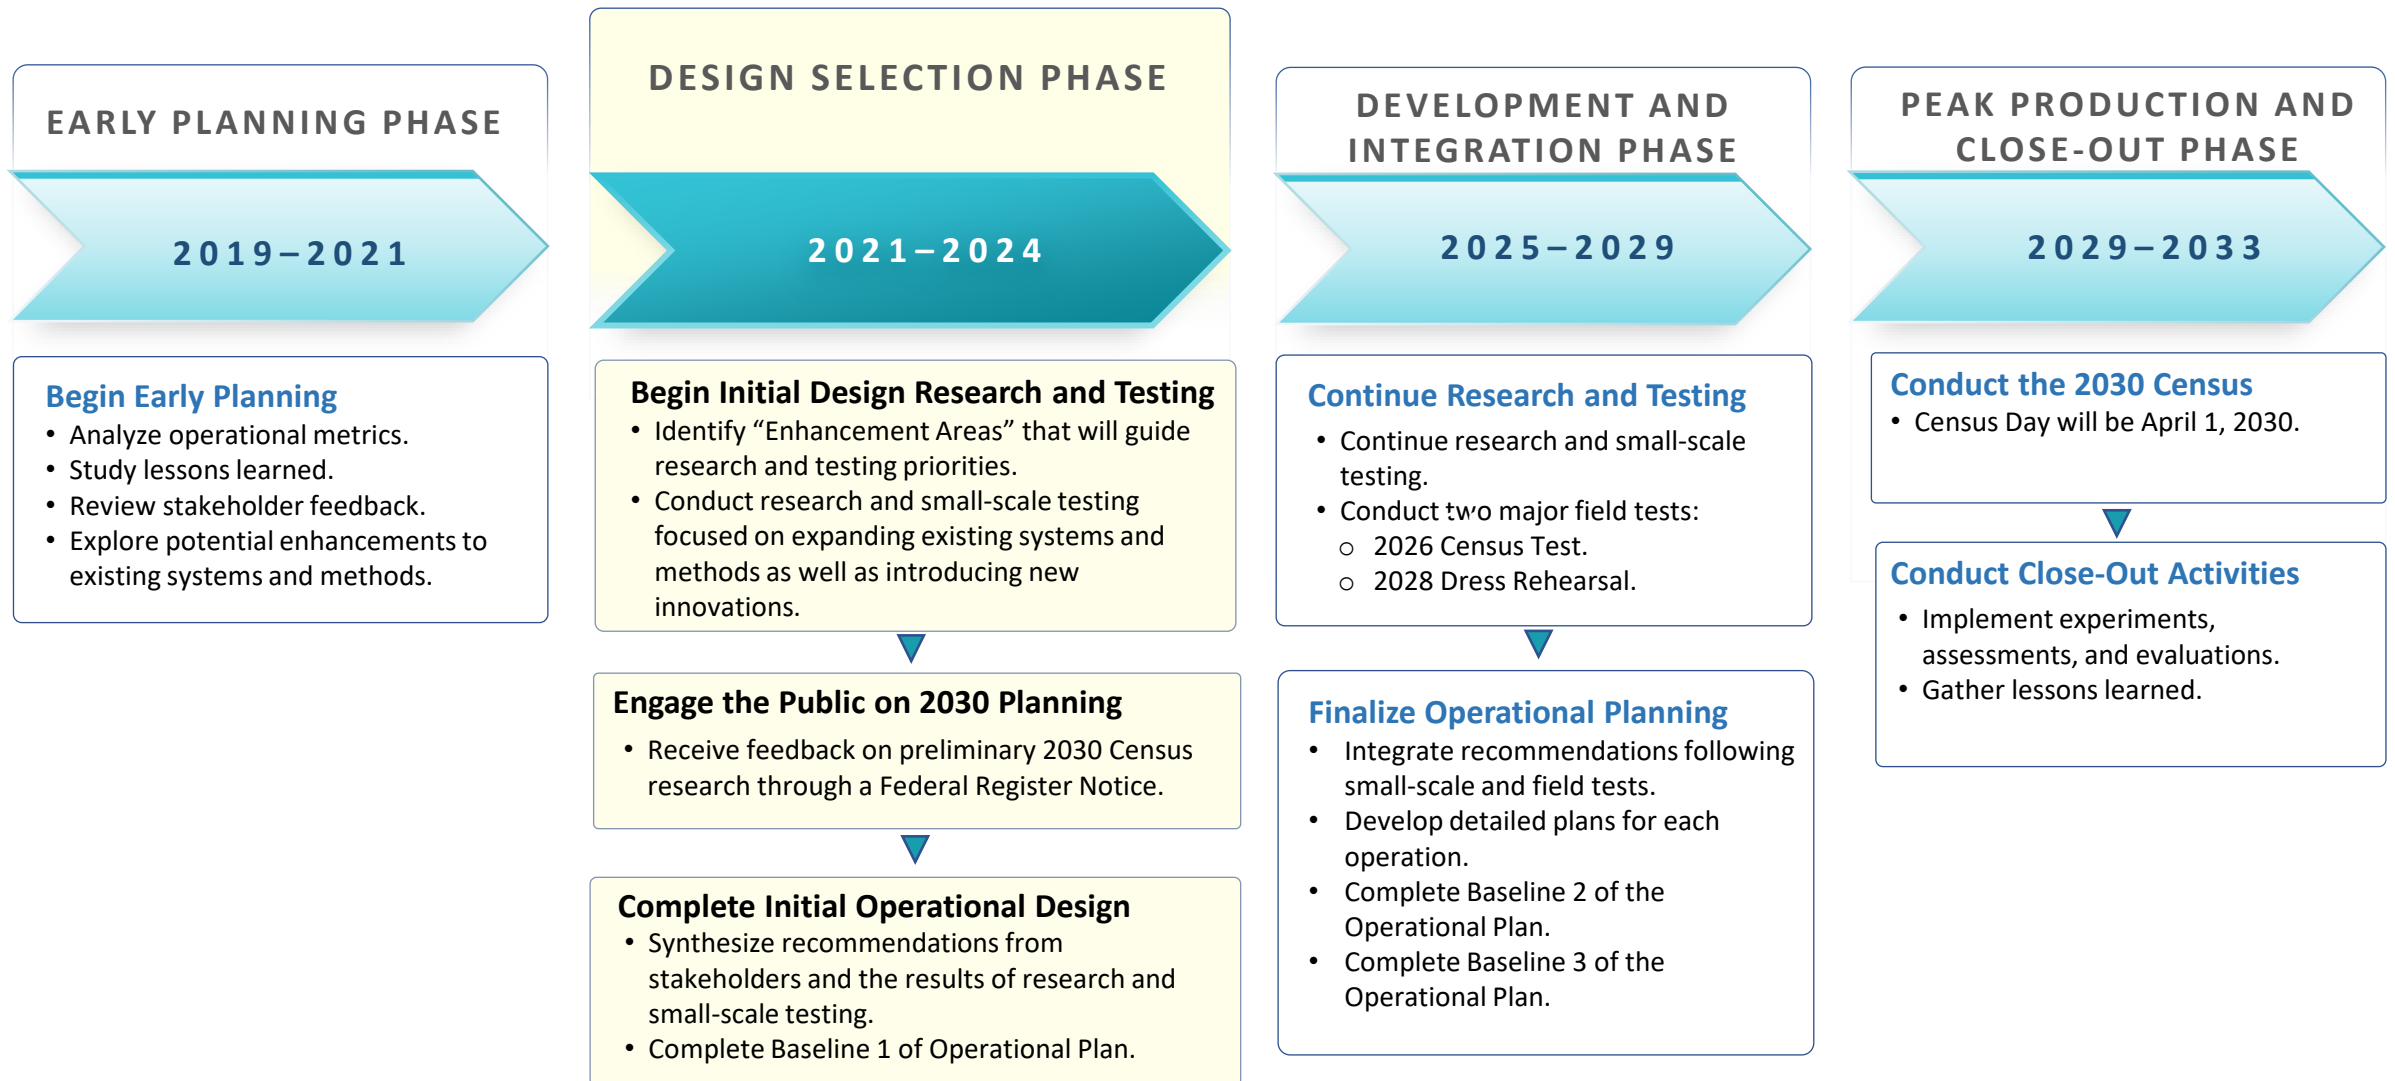 EARLY PLANNING PHASE
2019–2021
Begin Early Planning
• Analyze operational metrics.
• Study lessons learned.
• Review stakeholder feedback.
• Explore potential enhancements to
existing systems and methods.
DESIGN SELECTION PHASE
2021–2024
Begin Initial Design Research and Testing
• Identify “Enhancement Areas” that will guide
research and testing priorities.
• Conduct research and small-scale testing
focused on expanding existing systems and
methods as well as introducing new
innovations.
Engage the Public on 2030 Planning
• Receive feedback on preliminary 2030 Census
research through a Federal Register Notice.
Complete Initial Operational Design
• Synthesize recommendations from
stakeholders and the results of research and
small-scale testing.
• Complete Baseline 1 of Operational Plan.
DEVELOPMENT AND
INTEGRATION PHASE
2025–2029
Continue Research and Testing
• Continue research and small-scale
testing.
• Conduct two major field tests:
o 2026 Census Test.
o 2028 Dress Rehearsal.
Finalize Operational Planning
• Integrate recommendations following
small-scale and field tests.
• Develop detailed plans for each
operation.
• Complete Baseline 2 of the
Operational Plan.
• Complete Baseline 3 of the
Operational Plan.
PEAK PRODUCTION AND
CLOSE-OUT PHASE
2029–2033
Conduct the 2030 Census
• Census Day will be April 1, 2030.
Conduct Close-Out Activities
• Implement experiments,
assessments, and evaluations.
• Gather lessons learned.